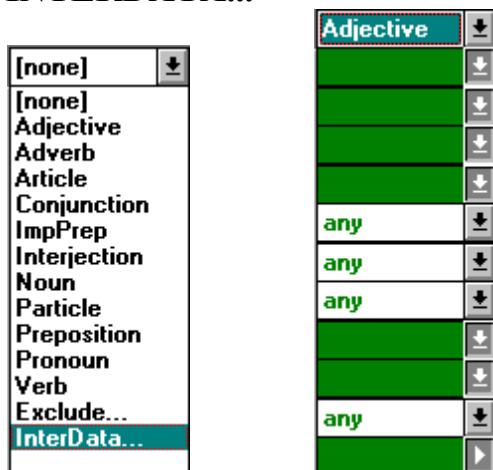 [none]
[none]
Adjective
Adverb
Article
Conjunction
ImpPrep
Interjection
Noun
Particle
Preposition
Pronoun
Verb
Exclude...
InterData...
Adjective
any
any
any
any